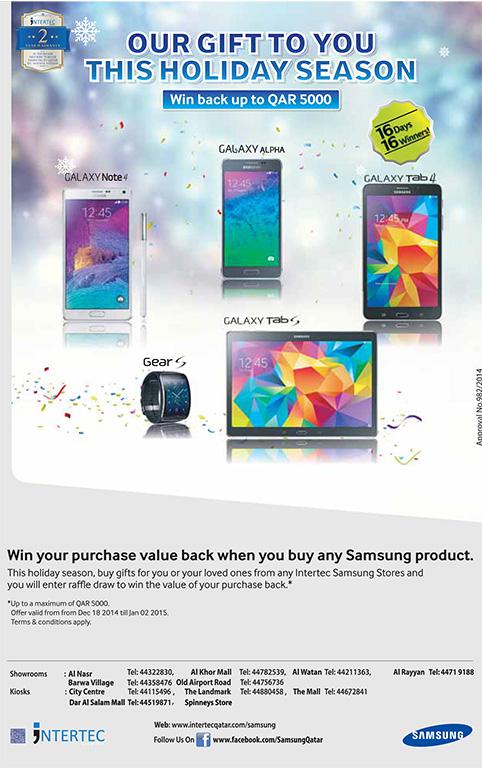 INTERTEC
2
YEAR WARRANTY
OUR GIFT TO YOU
THIS HOLIDAY SEASON
Win back up to QAR 5000
16 Days
16 Winners!
GALAXY ALPHA
GALAXY Note 4
GALAXY Tab 4
12:45
GALAXY Tab S
Gear S
Approval No.982/2014
Win your purchase value back when you buy any Samsung product.
This holiday season, buy gifts for you or your loved ones from any Intertec Samsung Stores and
you will enter raffle draw to win the value of your purchase back.*
*Up to a maximum of QAR 5000.
Offer valid from from Dec 18 2014 till Jan 02 2015.
Terms & conditions apply.
Showrooms : Al Nasr Tel: 44322830, Al Khor Mall Tel: 44782539, Al Watan Tel: 44211363, Al Rayyan Tel: 4471 9188
Barwa Village Tel: 44358476 Old Airport Road Tel: 44756736
Kiosks : City Centre Tel: 44115496 , The Landmark Tel: 44880458 , The Mall Tel: 44672841
Dar Al Salam Mall Tel: 44519871, Spinneys Store
Web: www.intertecqatar.com/samsung
INTERTEC
Follow Us On f www.facebook.com/SamsungQatar
SAMSUNG